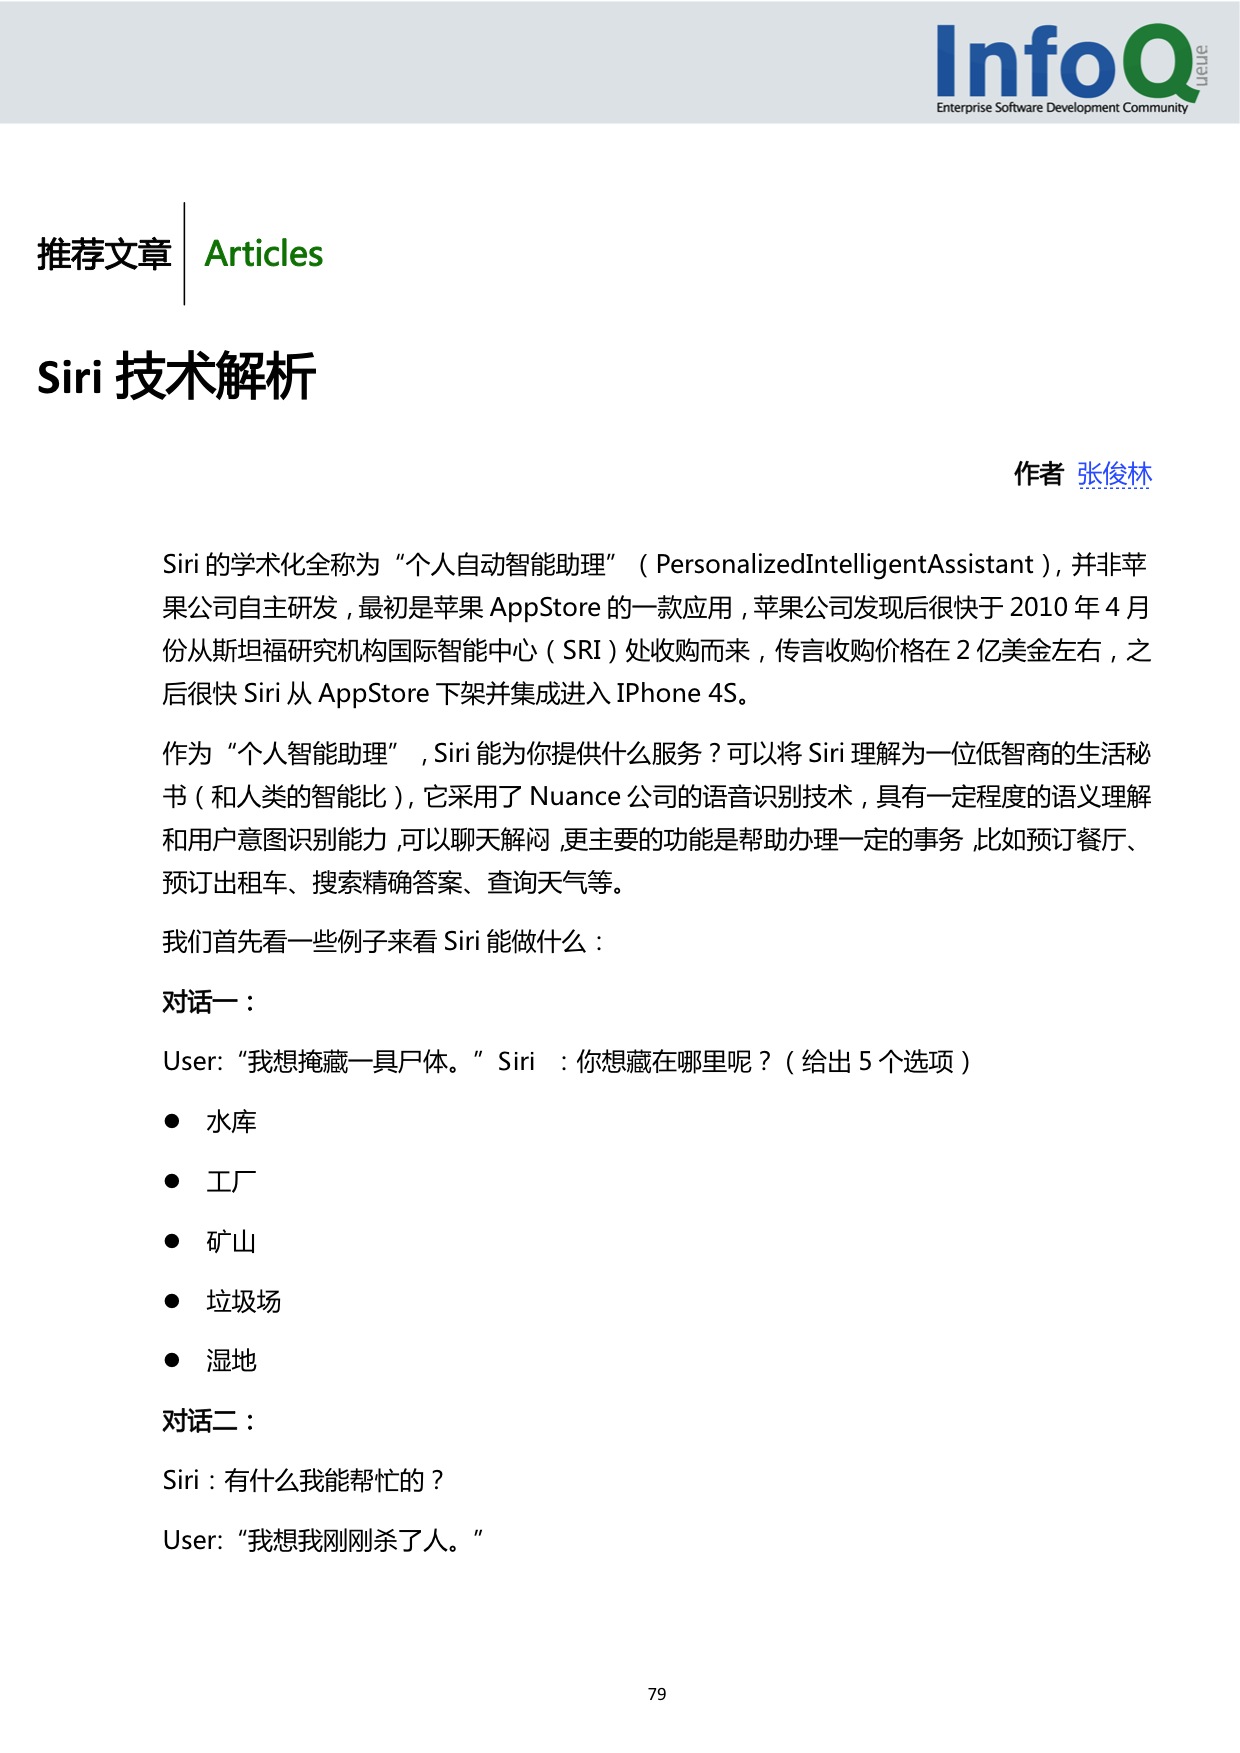 InfoQueue
Enterprise Software Development Community
推荐文章 Articles
Siri 技术解析
作者 张俊林
Siri 的学术化全称为“个人自动智能助理”（PersonalizedIntelligentAssistant），并非苹
果公司自主研发，最初是苹果 AppStore 的一款应用，苹果公司发现后很快于 2010 年 4 月
份从斯坦福研究机构国际智能中心（SRI）处收购而来，传言收购价格在 2 亿美金左右，之
后很快 Siri 从 AppStore 下架并集成进入 IPhone 4S。
作为“个人智能助理”，Siri 能为你提供什么服务？可以将 Siri 理解为一位低智商的生活秘
书（和人类的智能比），它采用了 Nuance 公司的语音识别技术，具有一定程度的语义理解
和用户意图识别能力，可以聊天解闷，更主要的功能是帮助办理一定的事务，比如预订餐厅、
预订出租车、搜索精确答案、查询天气等。
我们首先看一些例子来看 Siri 能做什么：
对话一：
User:“我想掩藏一具尸体。”Siri ：你想藏在哪里呢？（给出 5 个选项）
● 水库
● 工厂
● 矿山
● 垃圾场
● 湿地
对话二：
Siri：有什么我能帮忙的？
User:“我想我刚刚杀了人。”
79